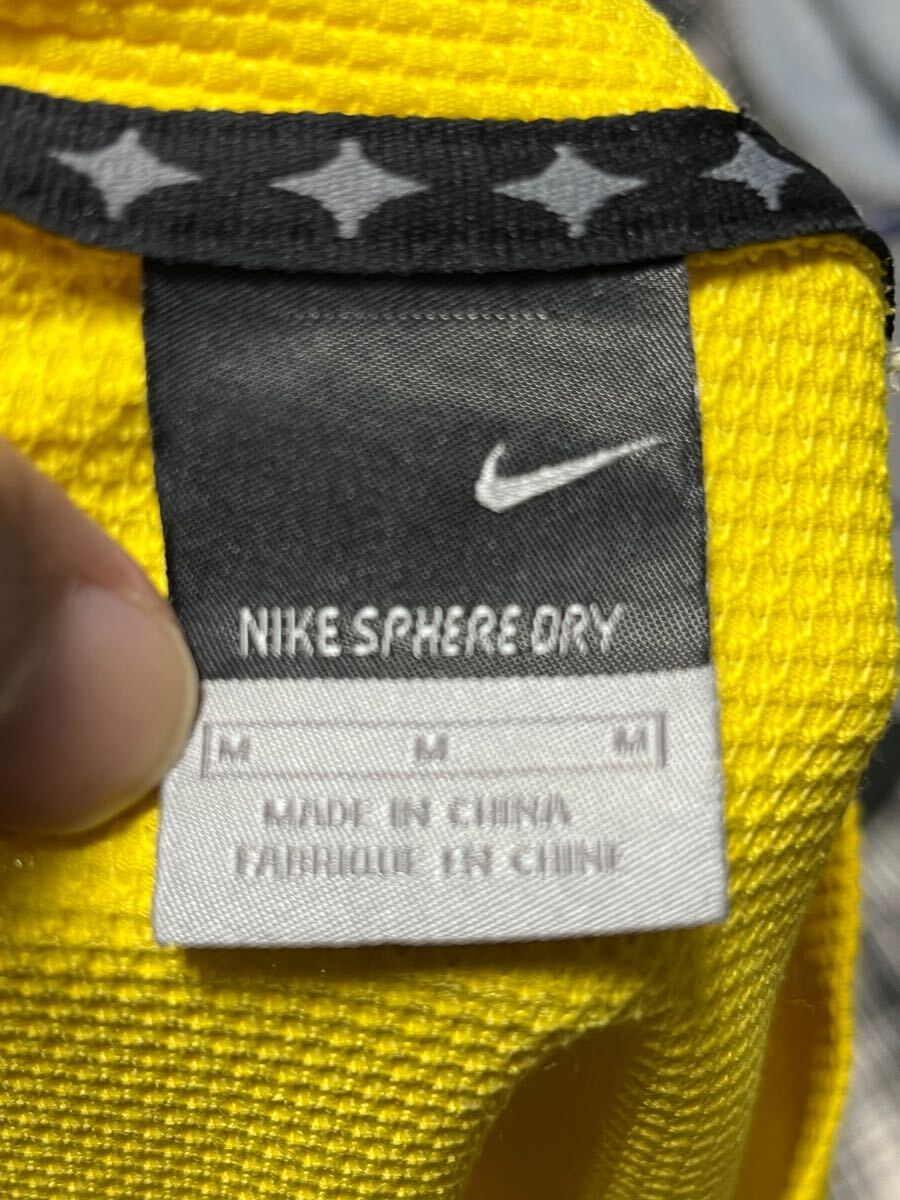 NIKE SPHERE DRY
M M M
MADE IN CHINA
FABRIQUE EN CHINE